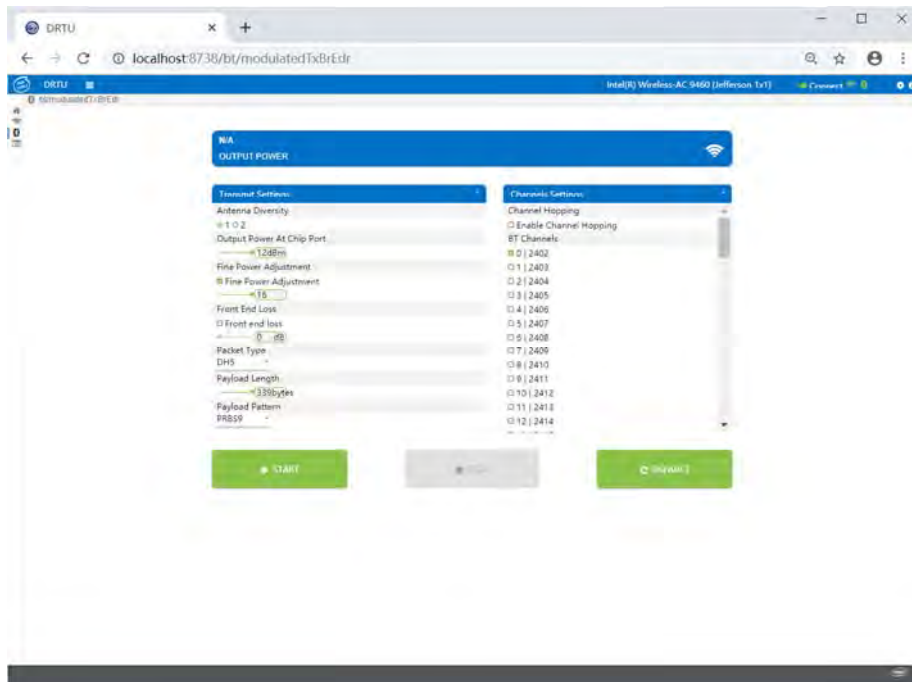 DRTU
localhost:8738/bt/modulatedTxBrEdr
DRTU
Intel(R) Wireless-AC 9460 (Jefferson 1x1)
Connect
N/A
OUTPUT POWER
Transmit Settings
Antenna Diversity
1 2
Output Power At Chip Port
12dBm
Fine Power Adjustment
Fine Power Adjustment
16
Front End Loss
Front end loss
0 dB
Packet Type
DH5
Payload Length
339bytes
Payload Pattern
PRBS9
Channels Settings
Channel Hopping
Enable Channel Hopping
BT Channels
0 | 2402
1 | 2403
2 | 2404
3 | 2405
4 | 2406
5 | 2407
6 | 2408
7 | 2409
8 | 2410
9 | 2411
10 | 2412
11 | 2413
12 | 2414
START